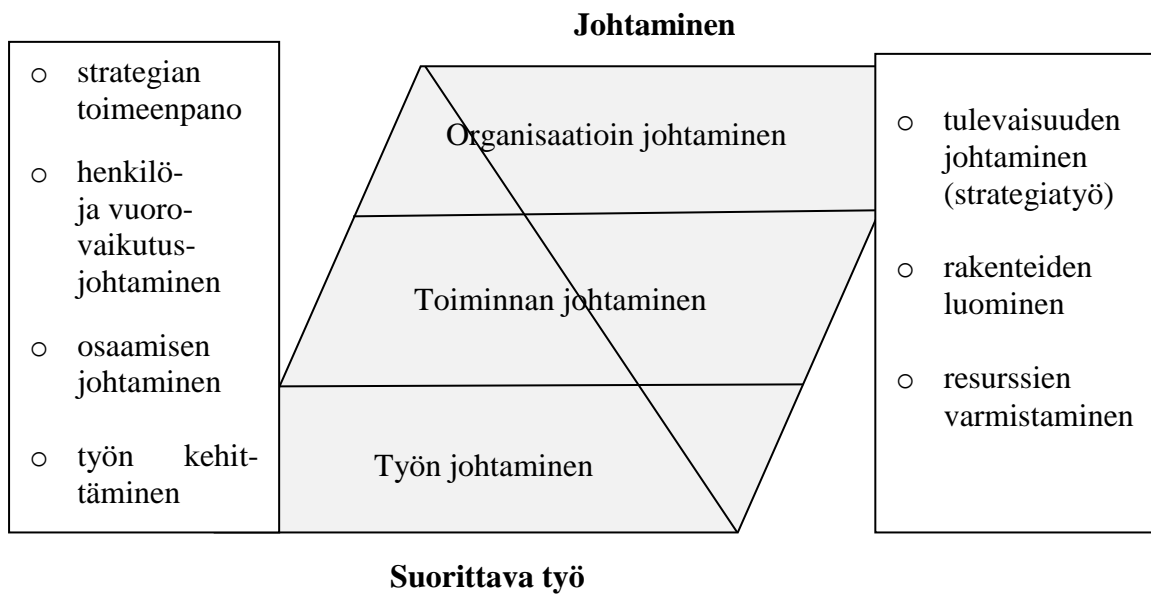 Johtaminen
o strategian
toimeenpano
o henkilö-
ja vuoro-
vaikutus-
johtaminen
o osaamisen
johtaminen
o työn kehit-
täminen
Organisaatioin johtaminen
Toiminnan johtaminen
Työn johtaminen
o tulevaisuuden
johtaminen
(strategiatyö)
o rakenteiden
luominen
o resurssien
varmistaminen
Suorittava työ